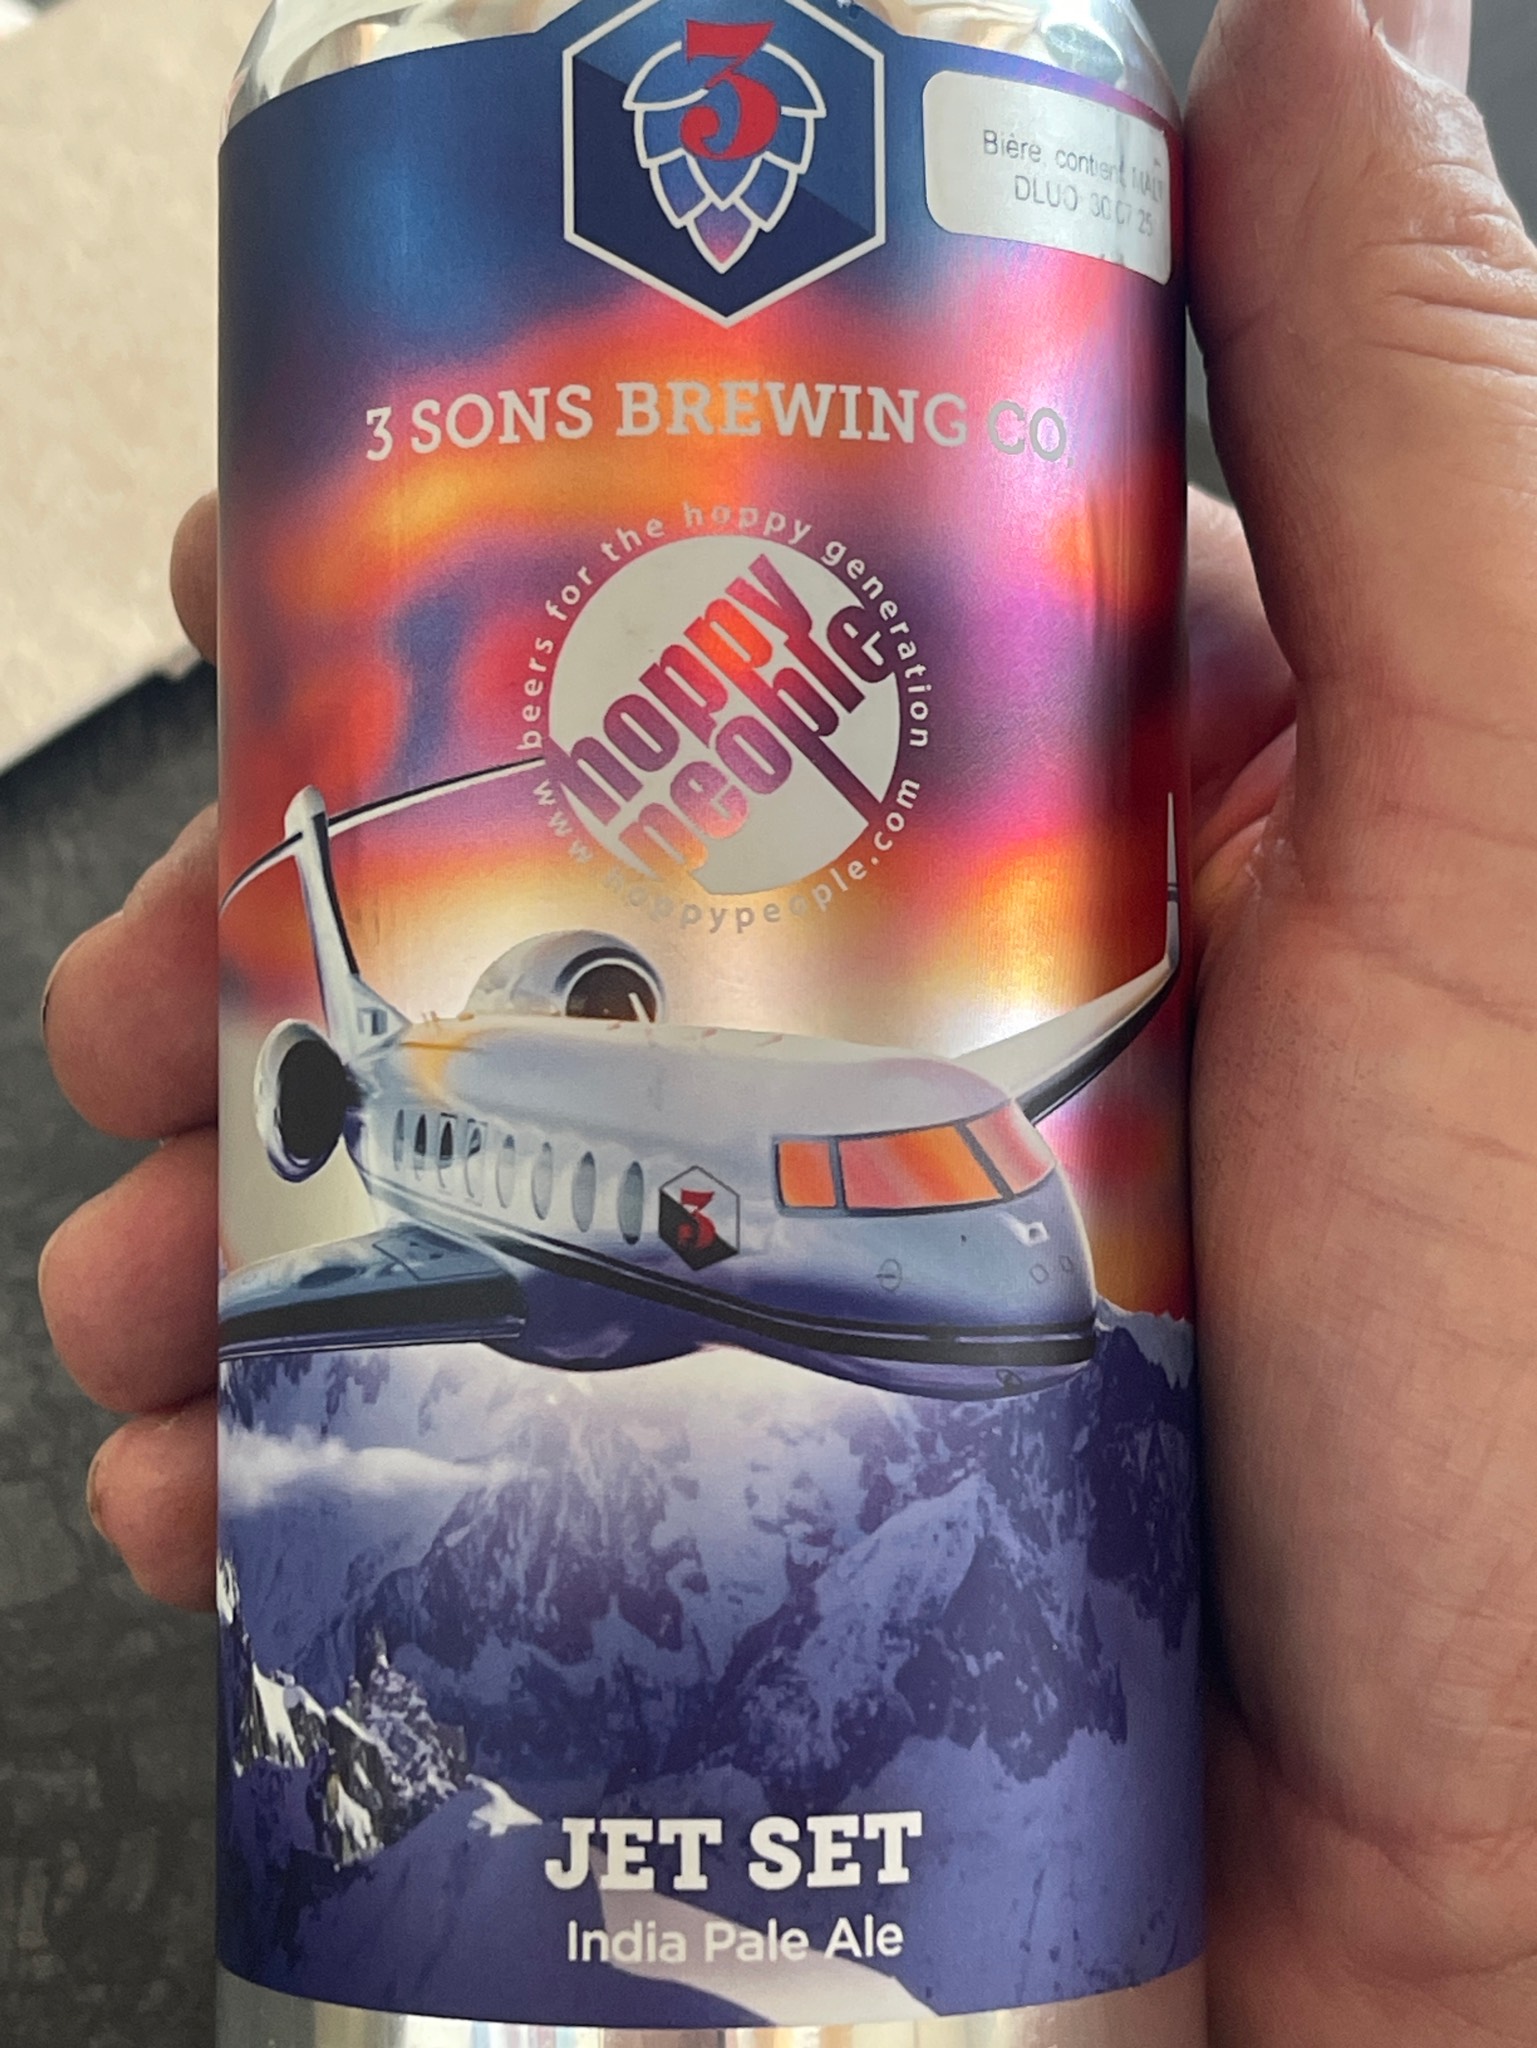 3
Bière, contient MALT
DLUO: 30 07 25
3 SONS BREWING CO.
beers for the hoppy generation
hoppy
people
www.hoppypeople.com
3
JET SET
India Pale Ale